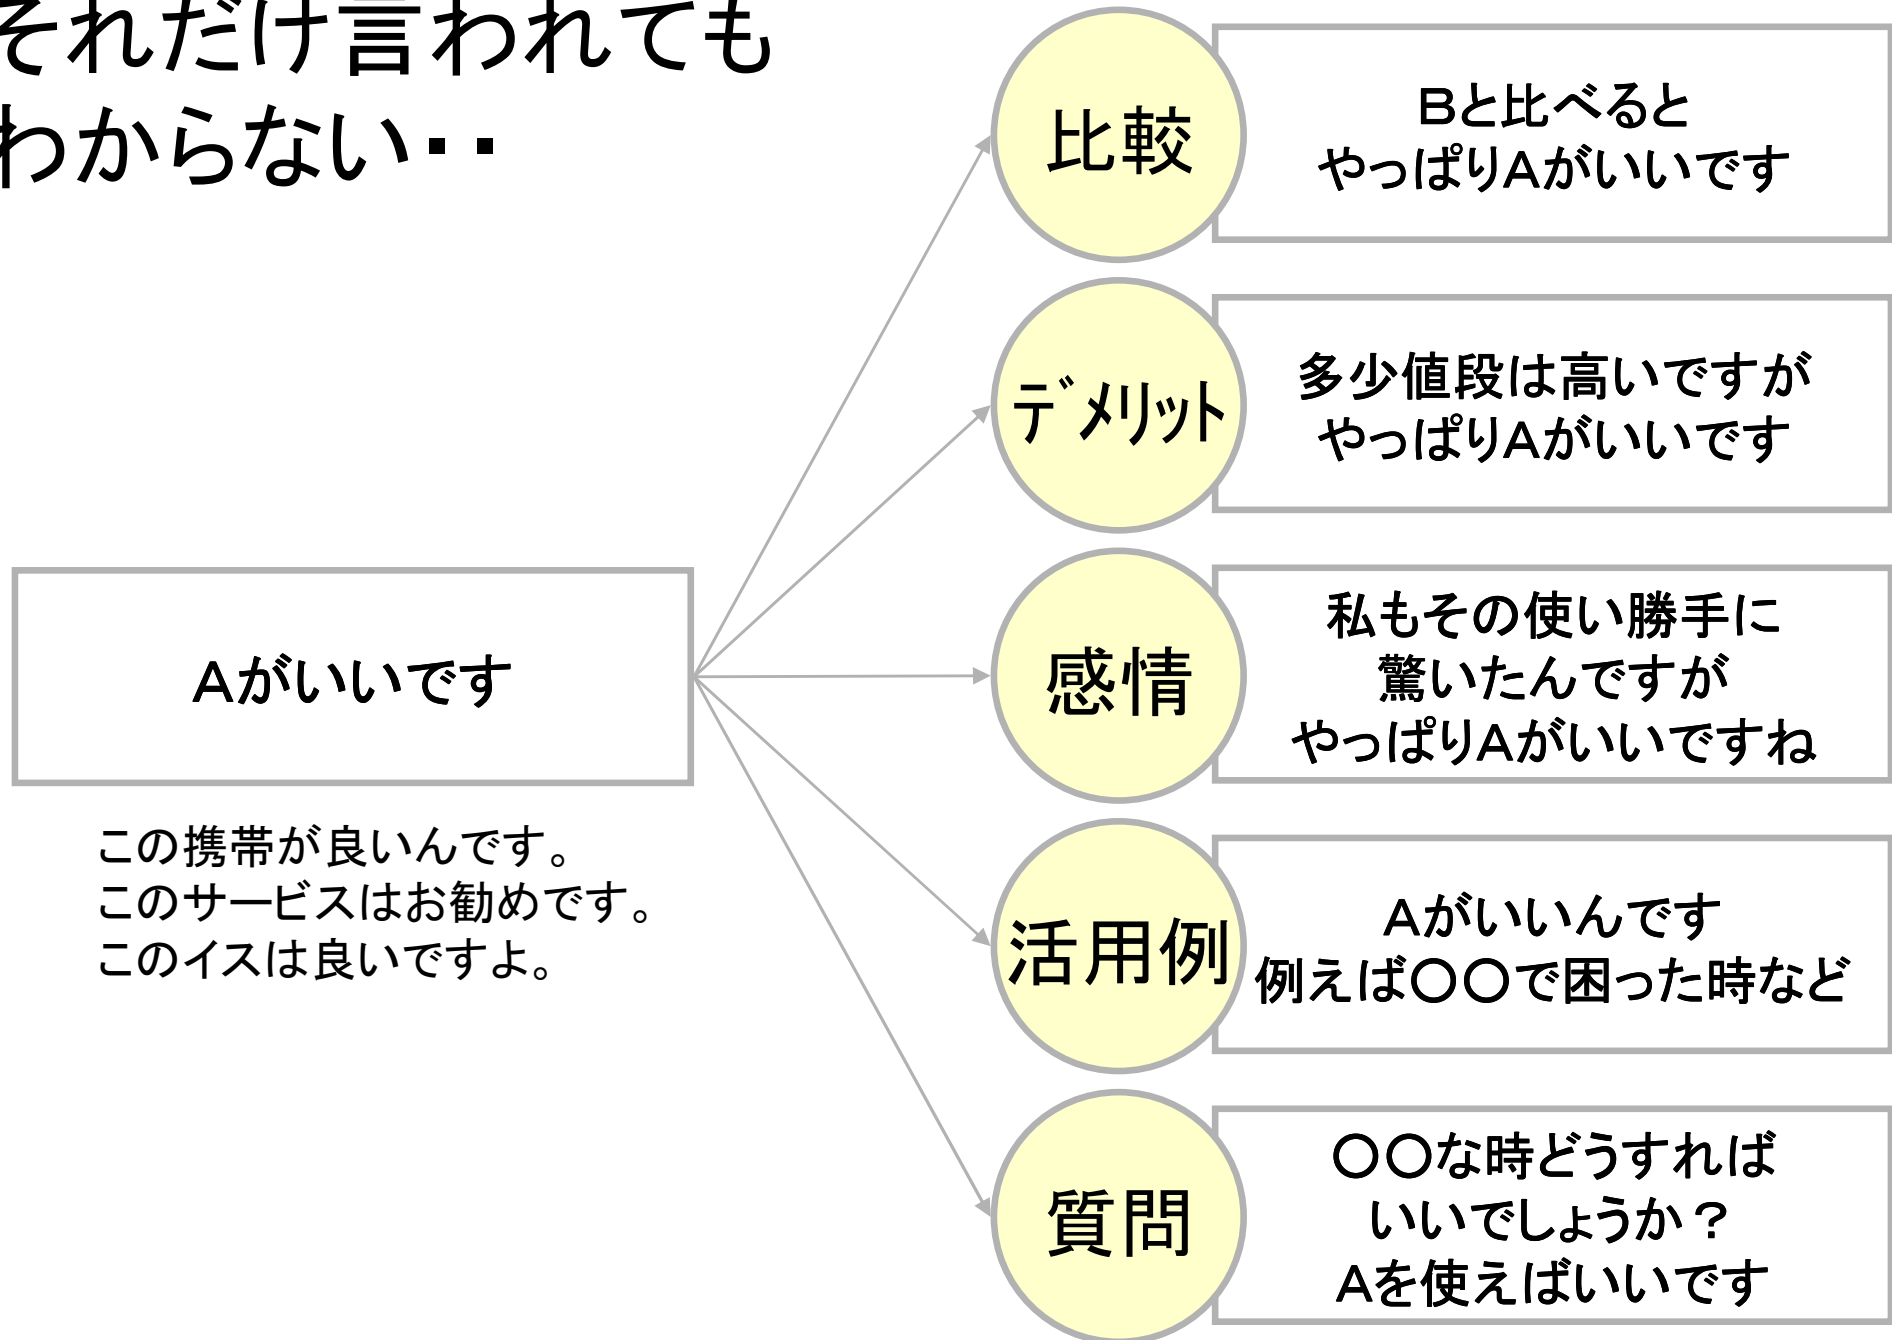 それだけ言われても
わからない・・
Aがいいです
この携帯が良いんです。
このサービスはお勧めです。
このイスは良いですよ。
比較
Bと比べると
やっぱりAがいいです
ﾃﾞﾒﾘｯﾄ
多少値段は高いですが
やっぱりAがいいです
感情
私もその使い勝手に
驚いたんですが
やっぱりAがいいですね
活用例
Aがいいんです
例えば〇〇で困った時など
質問
〇〇な時どうすれば
いいでしょうか？
Aを使えばいいです